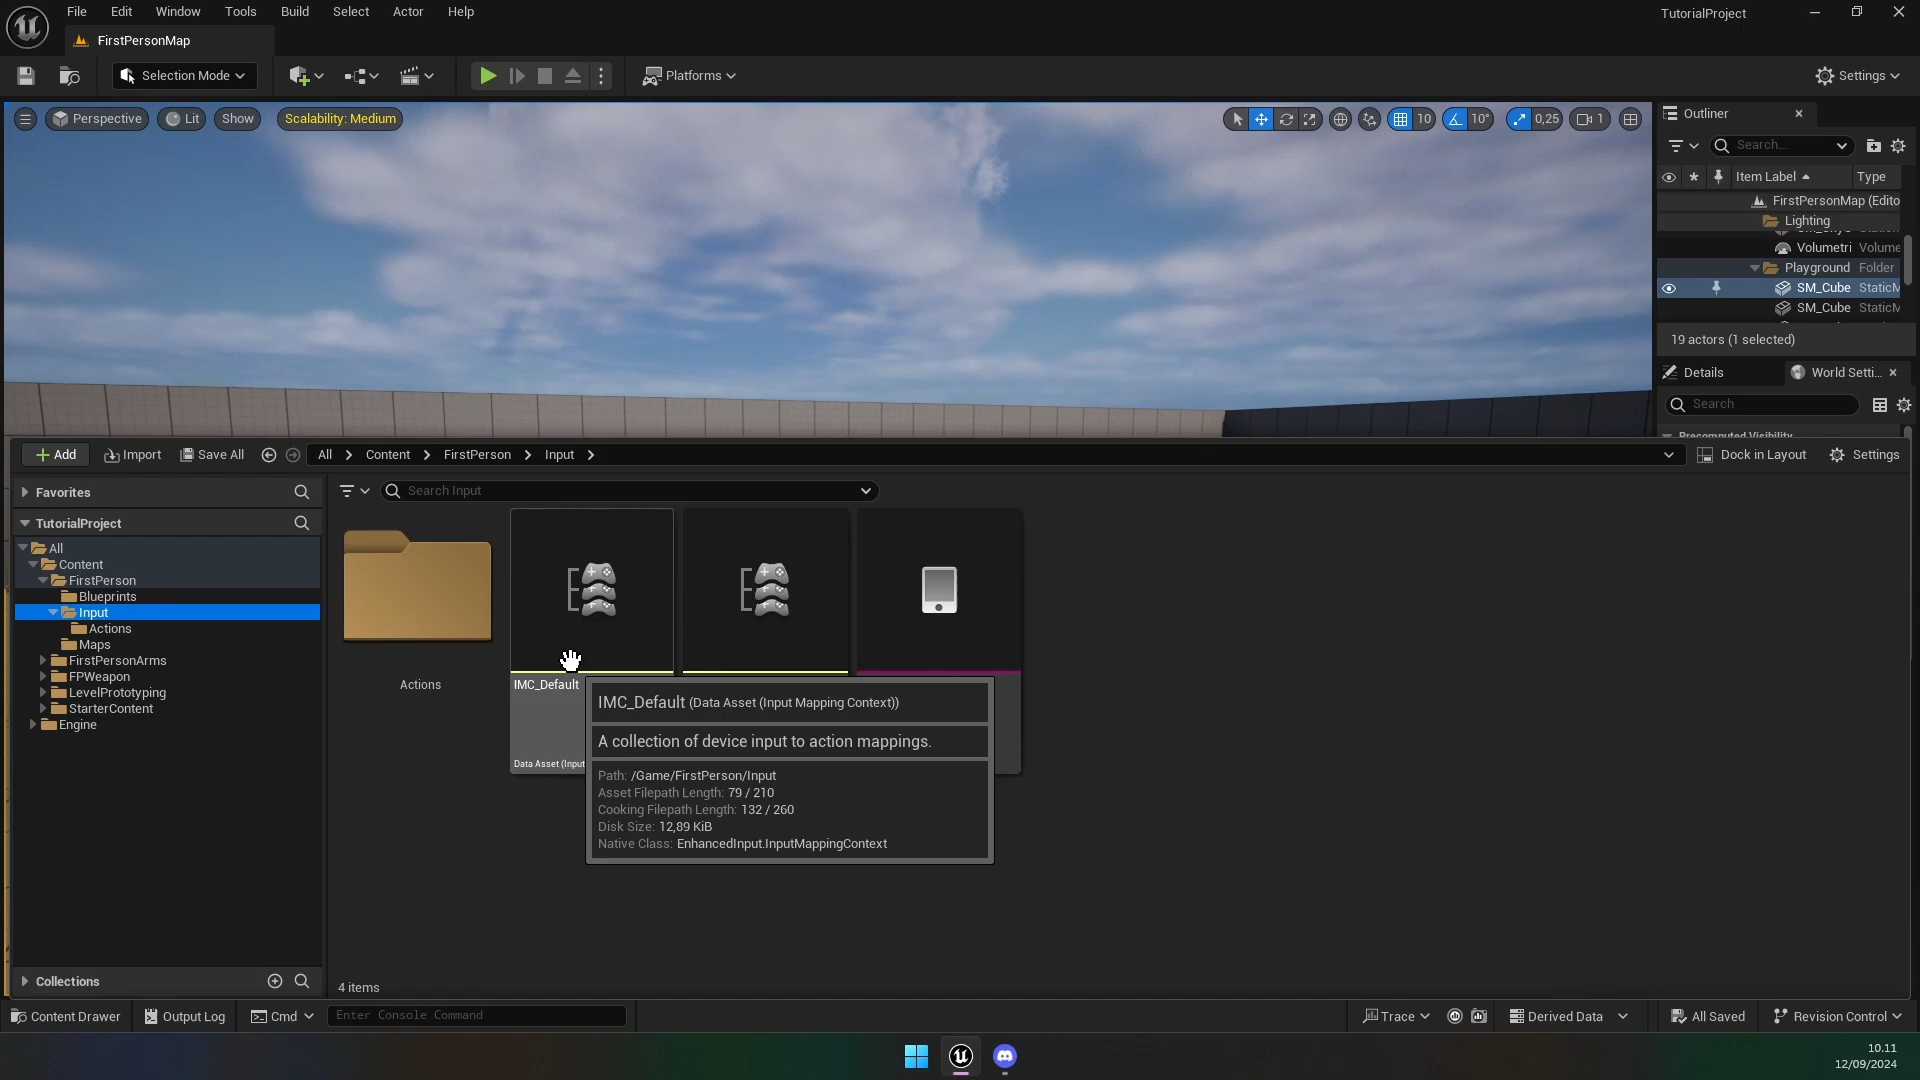 File Edit Window Tools Build Select Actor Help
TutorialProject
FirstPersonMap
Selection Mode
Platforms
Settings
Perspective
Lit
Show
Scalability: Medium
10
10°
0,25
1
Outliner
Search...
Item Label
Type
FirstPersonMap (Edito
Lighting
Volumetri Volume
Playground Folder
SM_Cube StaticM
SM_Cube StaticM
19 actors (1 selected)
Details
World Setti...
Search
Precomputed Visibility
Add
Import
Save All
All
Content
FirstPerson
Input
Dock in Layout
Settings
Favorites
Search Input
TutorialProject
All
Content
FirstPerson
Blueprints
Input
Actions
Maps
FirstPersonArms
FPWeapon
LevelPrototyping
StarterContent
Engine
Actions
IMC_Default
Data Asset (Input
IMC_Default (Data Asset (Input Mapping Context))
A collection of device input to action mappings.
Path: /Game/FirstPerson/Input
Asset Filepath Length: 79 / 210
Cooking Filepath Length: 132 / 260
Disk Size: 12,89 KiB
Native Class: EnhancedInput.InputMappingContext
Collections
4 items
Content Drawer
Output Log
Cmd
Enter Console Command
Trace
Derived Data
All Saved
Revision Control
10.11
12/09/2024